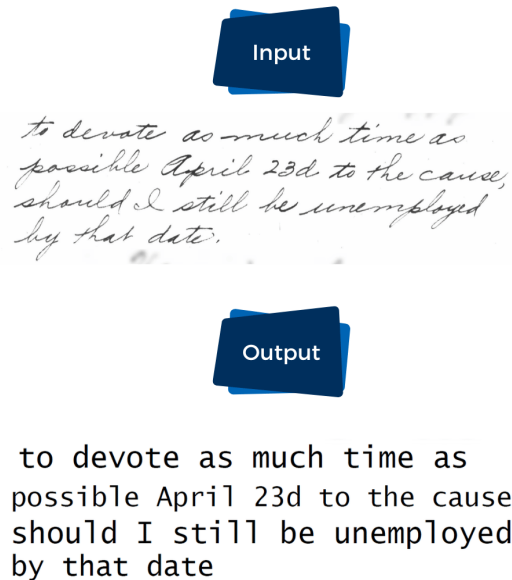 Input
to devote as much time as
possible April 23d to the cause,
should I still be unemployed
by that date.
Output
to devote as much time as
possible April 23d to the cause
should I still be unemployed
by that date